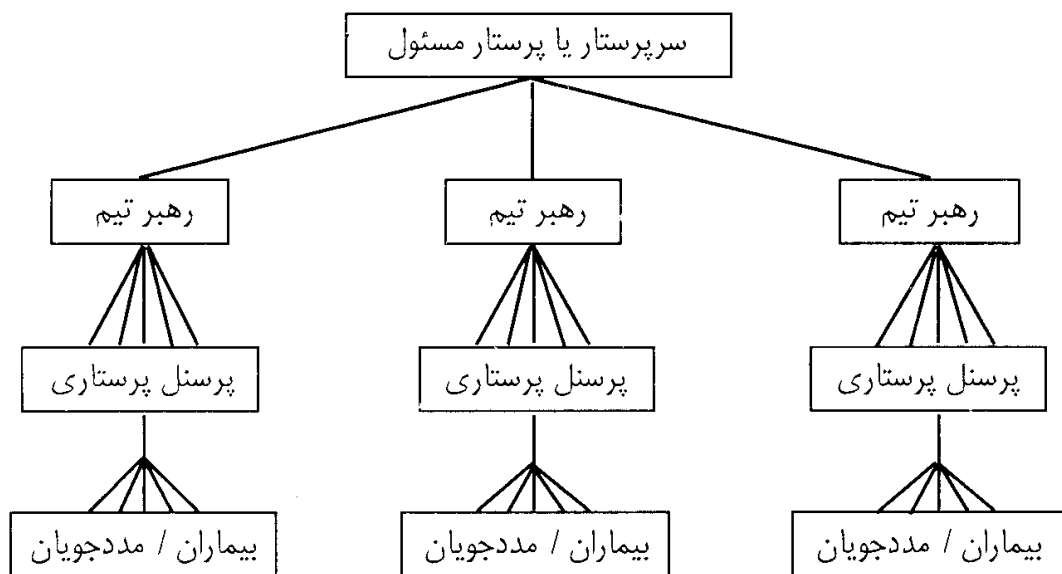 سرپرستار یا پرستار مسئول
رهبر تیم
رهبر تیم
رهبر تیم
پرسنل پرستاری
پرسنل پرستاری
پرسنل پرستاری
بیماران / مددجویان
بیماران / مددجویان
بیماران / مددجویان